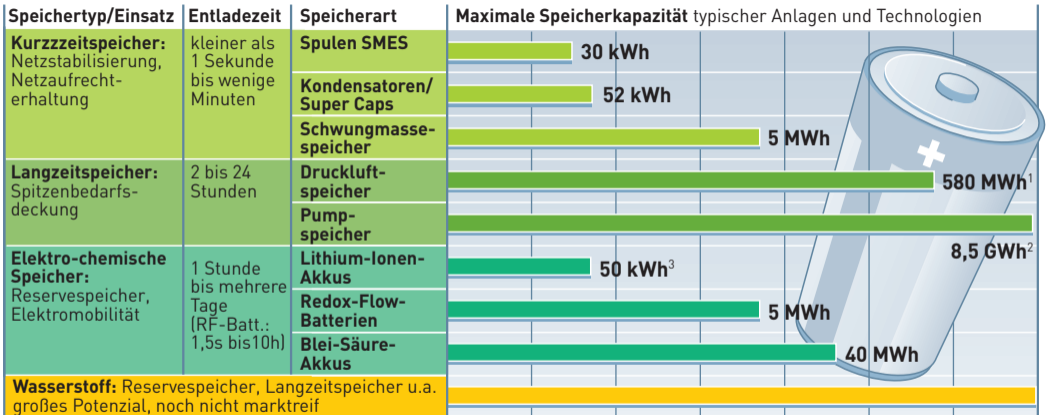 Speichertyp/Einsatz
Entladezeit
Speicherart
Maximale Speicherkapazität typischer Anlagen und Technologien
Kurzzzeitspeicher:
Netzstabilisierung,
Netzaufrecht-
erhaltung
kleiner als
1 Sekunde
bis wenige
Minuten
Spulen SMES
30 kWh
Kondensatoren/
Super Caps
52 kWh
Schwungmasse-
speicher
5 MWh
Langzeitspeicher:
Spitzenbedarfs-
deckung
2 bis 24
Stunden
Druckluft-
speicher
580 MWh¹
Pump-
speicher
8,5 GWh²
Elektro-chemische
Speicher:
Reservespeicher,
Elektromobilität
1 Stunde
bis mehrere
Tage
(RF-Batt.:
1,5s bis10h)
Lithium-Ionen-
Akkus
50 kWh³
Redox-Flow-
Batterien
5 MWh
Blei-Säure-
Akkus
40 MWh
Wasserstoff: Reservespeicher, Langzeitspeicher u.a.
großes Potenzial, noch nicht marktreif